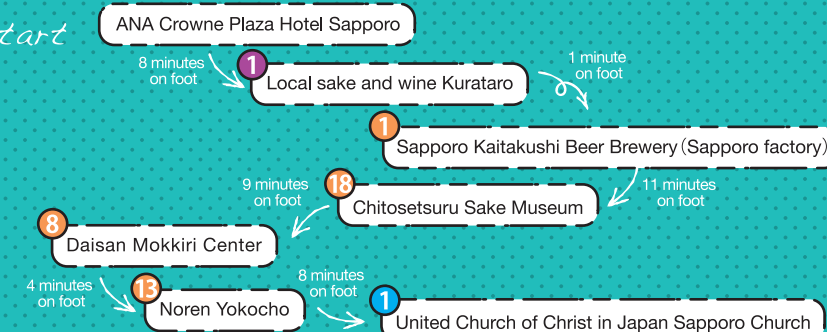 tart
ANA Crowne Plaza Hotel Sapporo
8 minutes
on foot
1
Local sake and wine Kurataro
1 minute
on foot
1
Sapporo Kaitakushi Beer Brewery (Sapporo factory)
11 minutes
on foot
18
Chitosetsuru Sake Museum
9 minutes
on foot
8
Daisan Mokkiri Center
4 minutes
on foot
13
Noren Yokocho
8 minutes
on foot
1
United Church of Christ in Japan Sapporo Church